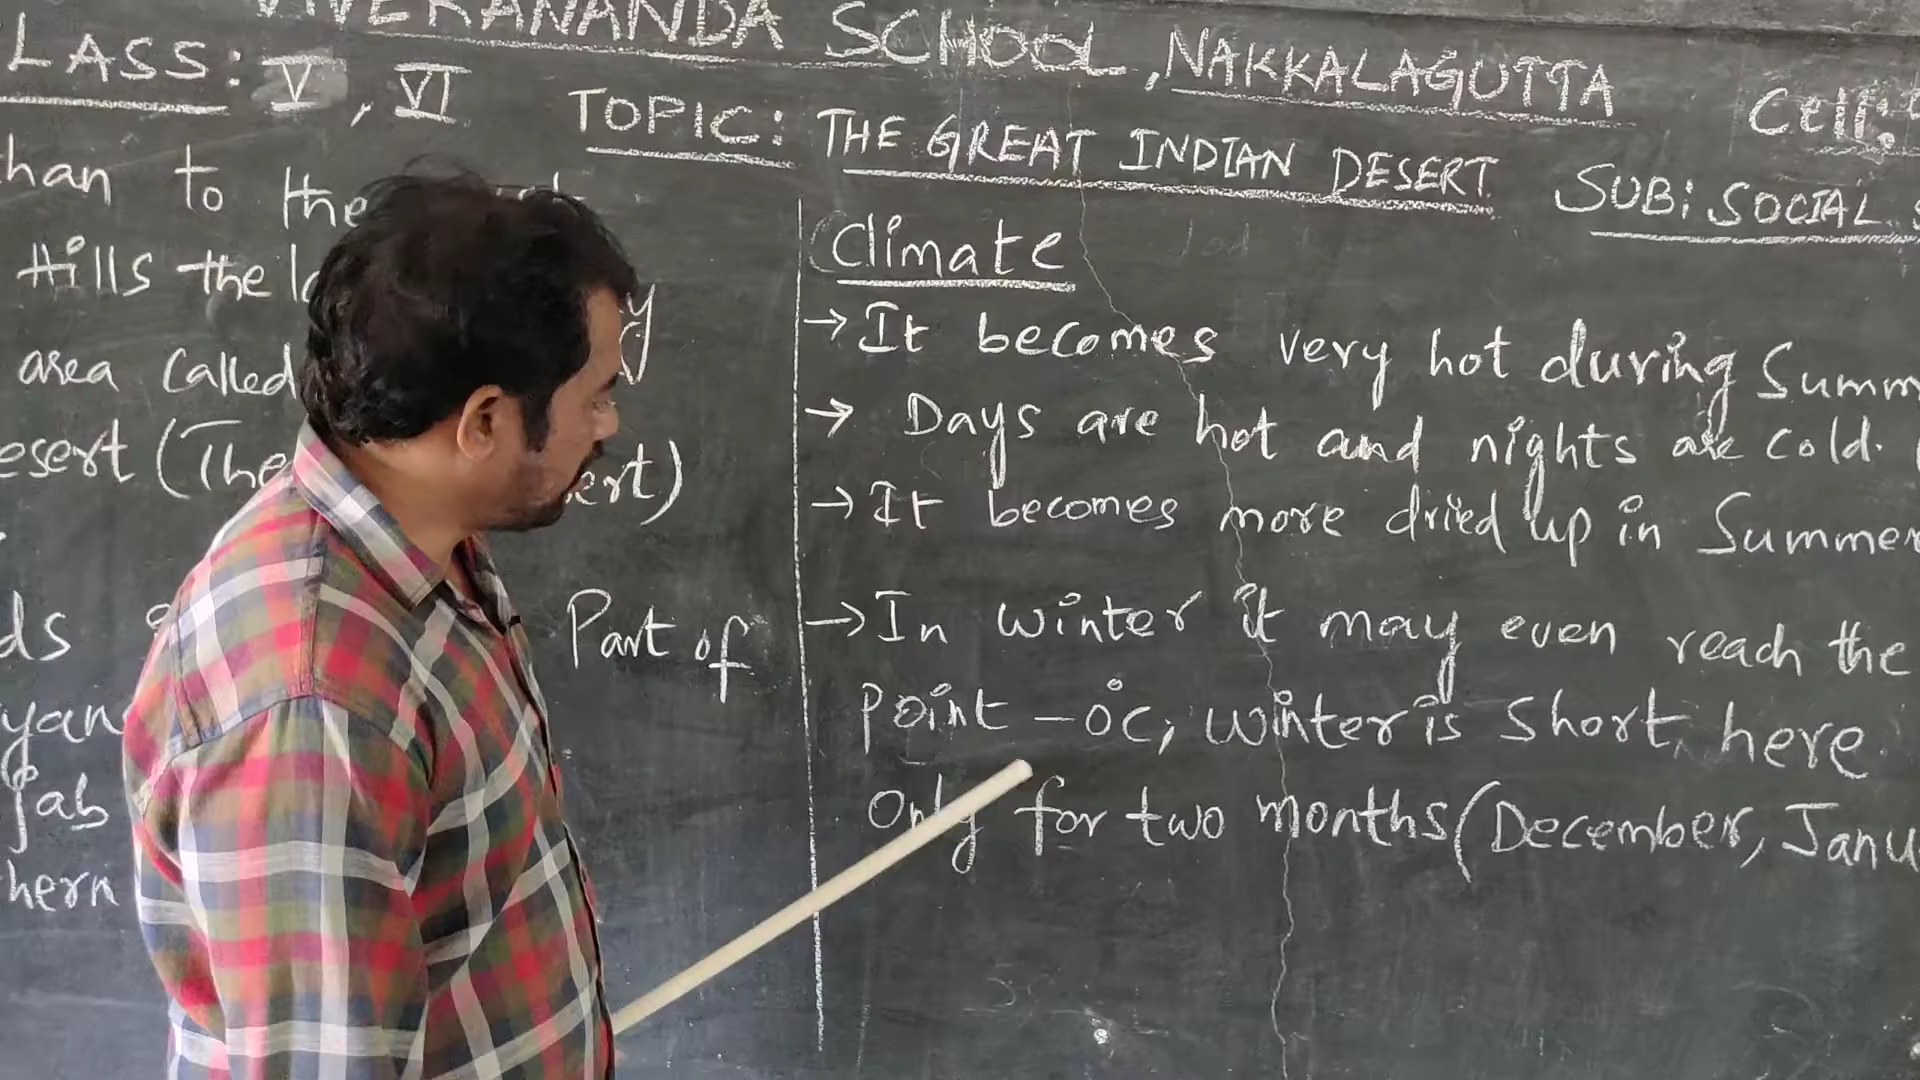 VIVEKANANDA SCHOOL, NAKKALAGUTTA
LASS: V, VI
TOPIC: THE GREAT INDIAN DESERT
Cell:
SUB: SOCIAL
han to the
Hills the
area called
esert (The ert)
ds Part of
yan
jab
hern
Climate
→ It becomes very hot during Summ
→ Days are hot and nights are cold.
→ It becomes more dried up in Summer
→ In winter it may even reach the
point - 0°c, winter is short, here
only for two months (December, Janu